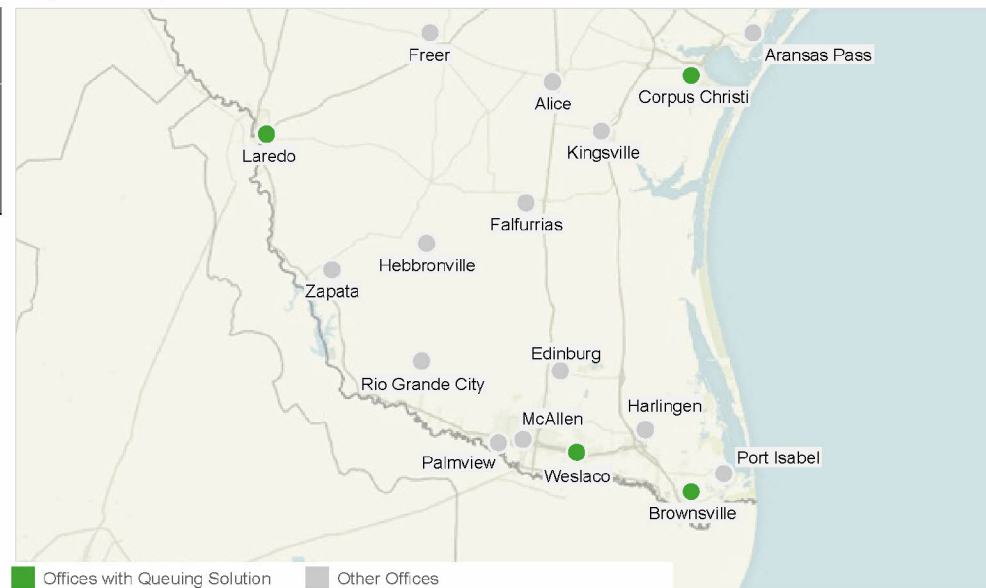 Freer
Aransas Pass
Alice
Corpus Christi
Laredo
Kingsville
Falfurrias
Hebbronville
Zapata
Edinburg
Rio Grande City
Harlingen
McAllen
Palmview
Port Isabel
Weslaco
Brownsville
Offices with Queuing Solution
Other Offices